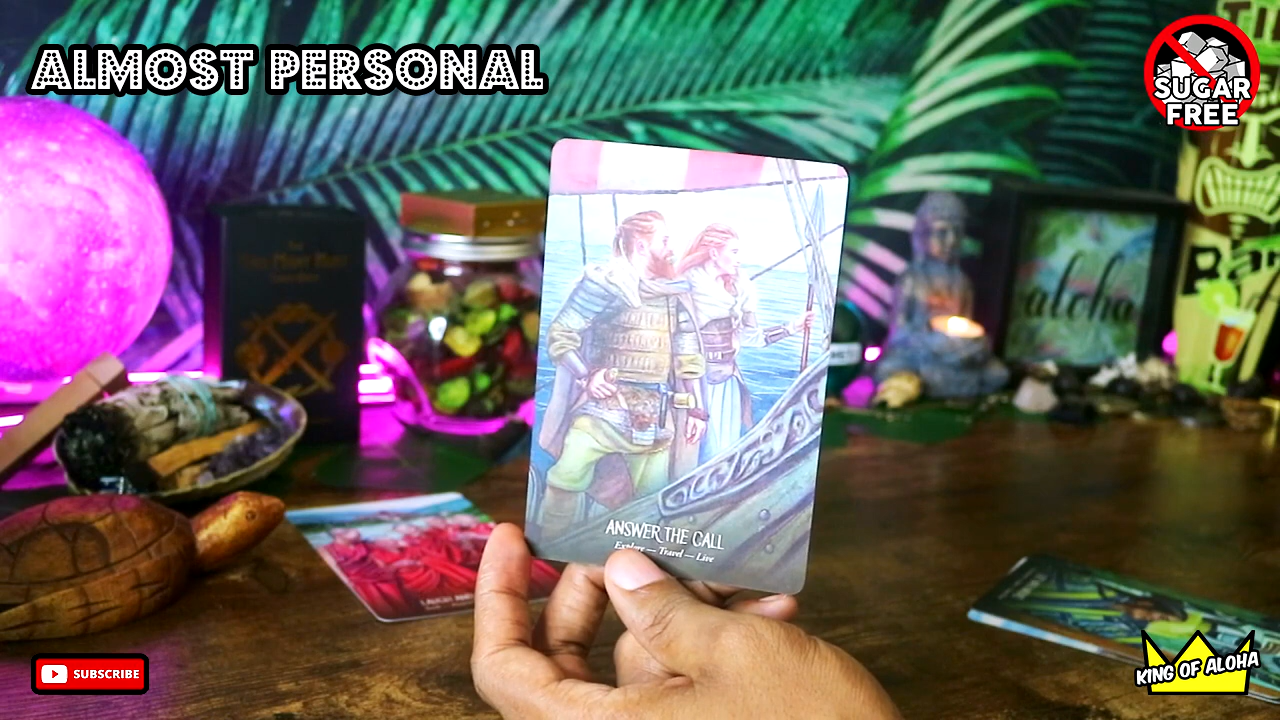 ALMOST PERSONAL
SUGAR
FREE
aloha
ANSWER THE CALL
Explore — Travel — Live
SUBSCRIBE
KING OF ALOHA